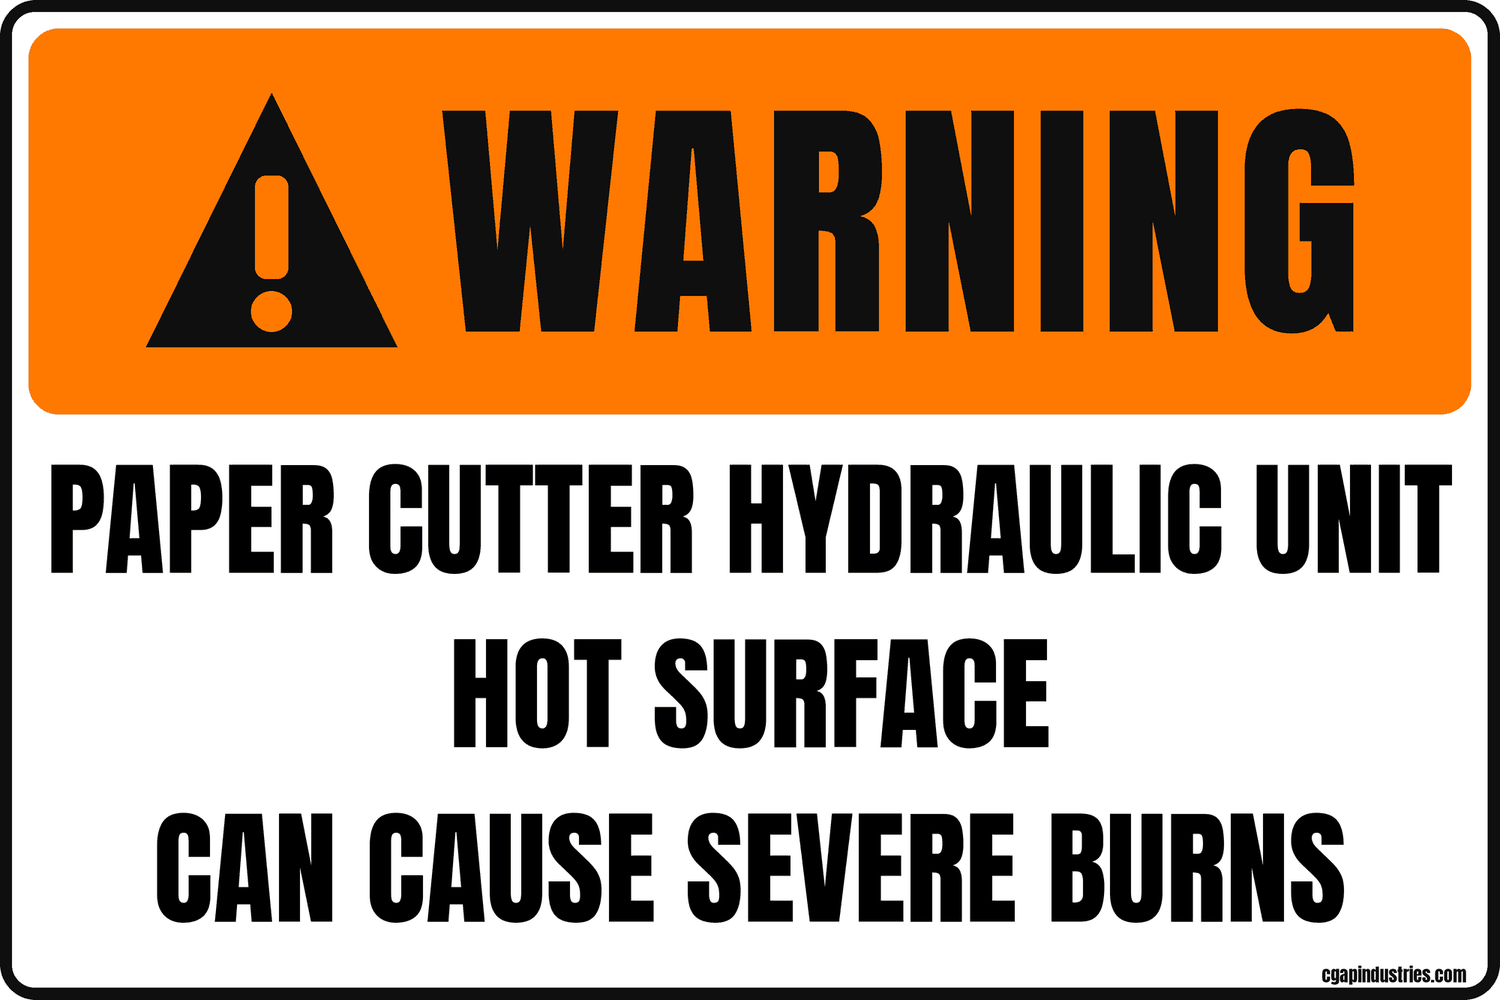 WARNING
PAPER CUTTER HYDRAULIC UNIT
HOT SURFACE
CAN CAUSE SEVERE BURNS
cgapindustries.com